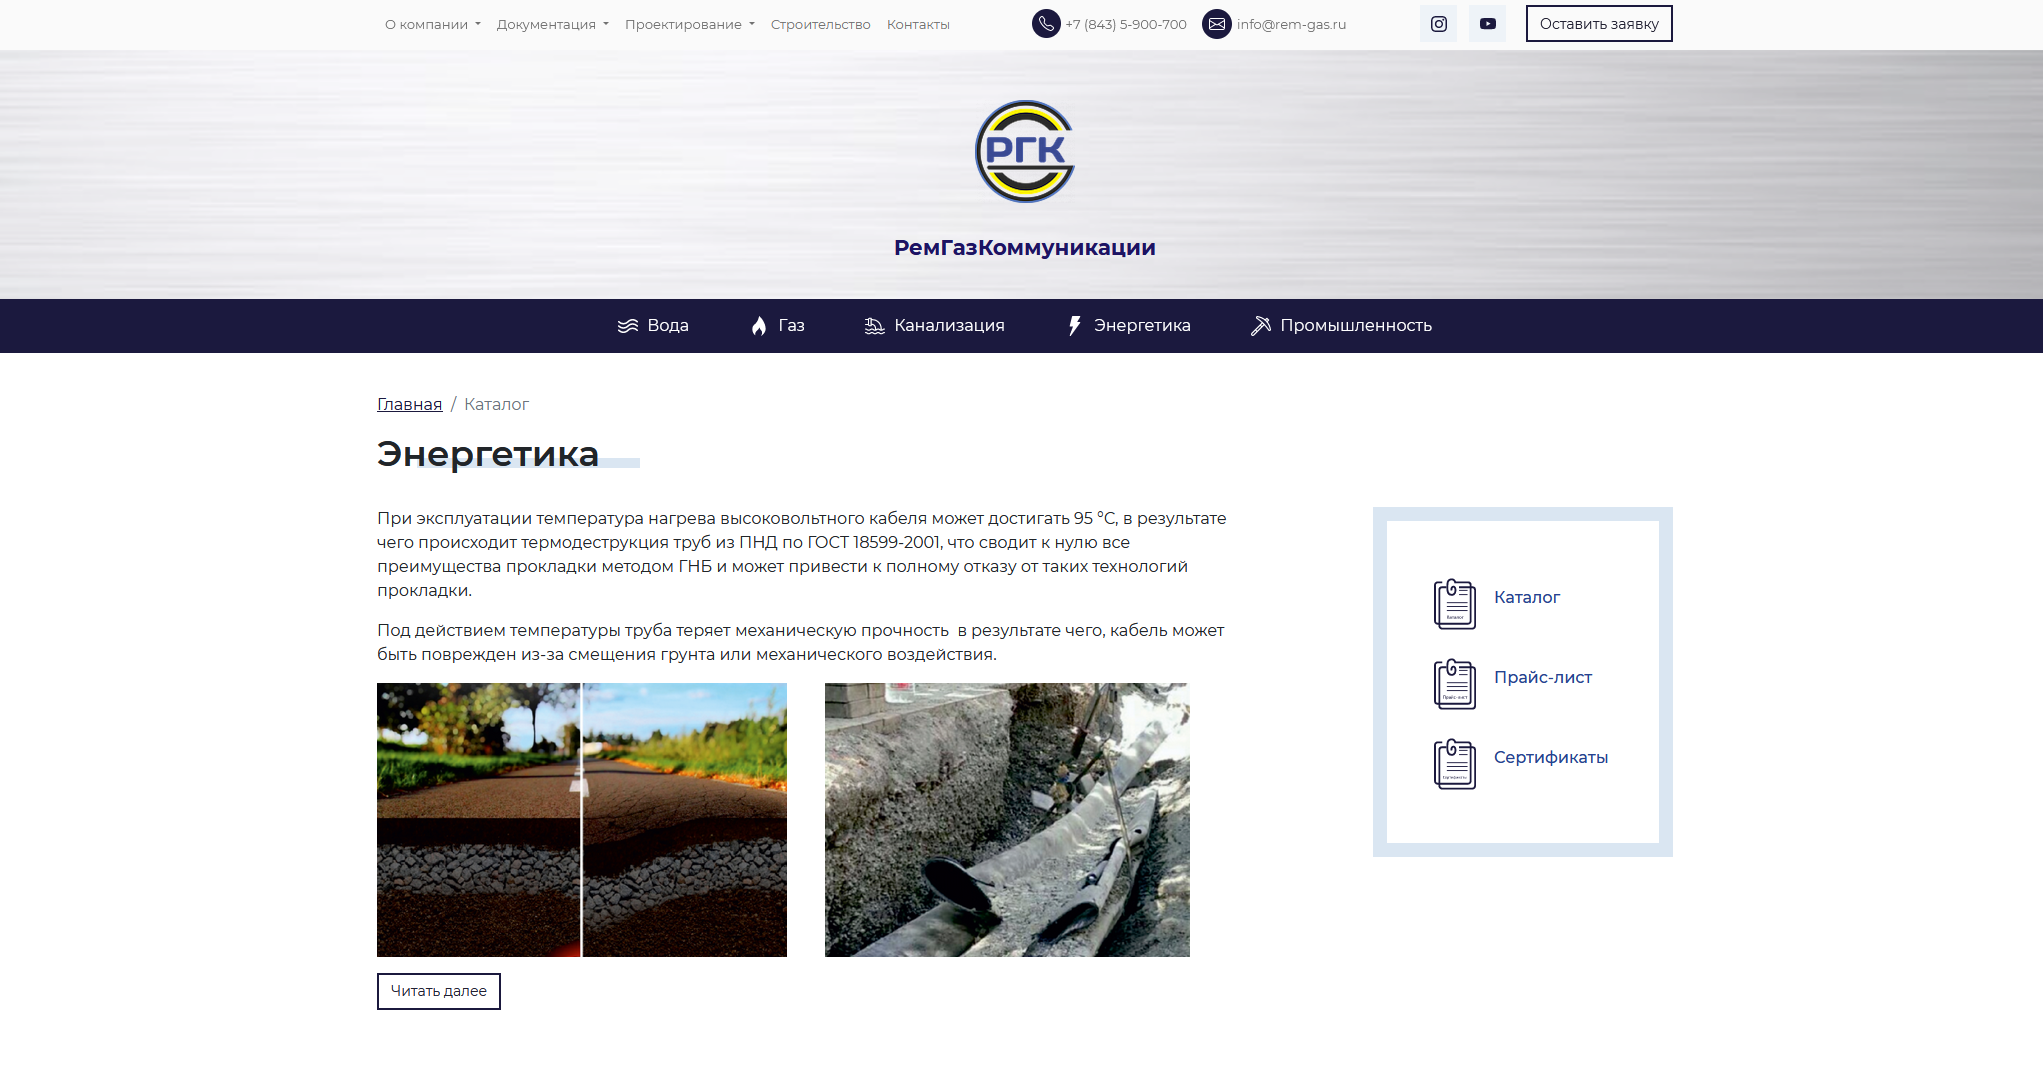 О компании
Документация
Проектирование
Строительство
Контакты
+7 (843) 5-900-700
info@rem-gas.ru
Оставить заявку
РГК
РемГазКоммуникации
Вода
Газ
Канализация
Энергетика
Промышленность
Главная / Каталог
Энергетика
При эксплуатации температура нагрева высоковольтного кабеля может достигать 95 °С, в результате
чего происходит термодеструкция труб из ПНД по ГОСТ 18599-2001, что сводит к нулю все
преимущества прокладки методом ГНБ и может привести к полному отказу от таких технологий
прокладки.
Под действием температуры труба теряет механическую прочность  в результате чего, кабель может
быть поврежден из-за смещения грунта или механического воздействия.
Каталог
Каталог
Прайс-лист
Прайс-лист
Сертификаты
Сертификаты
Читать далее